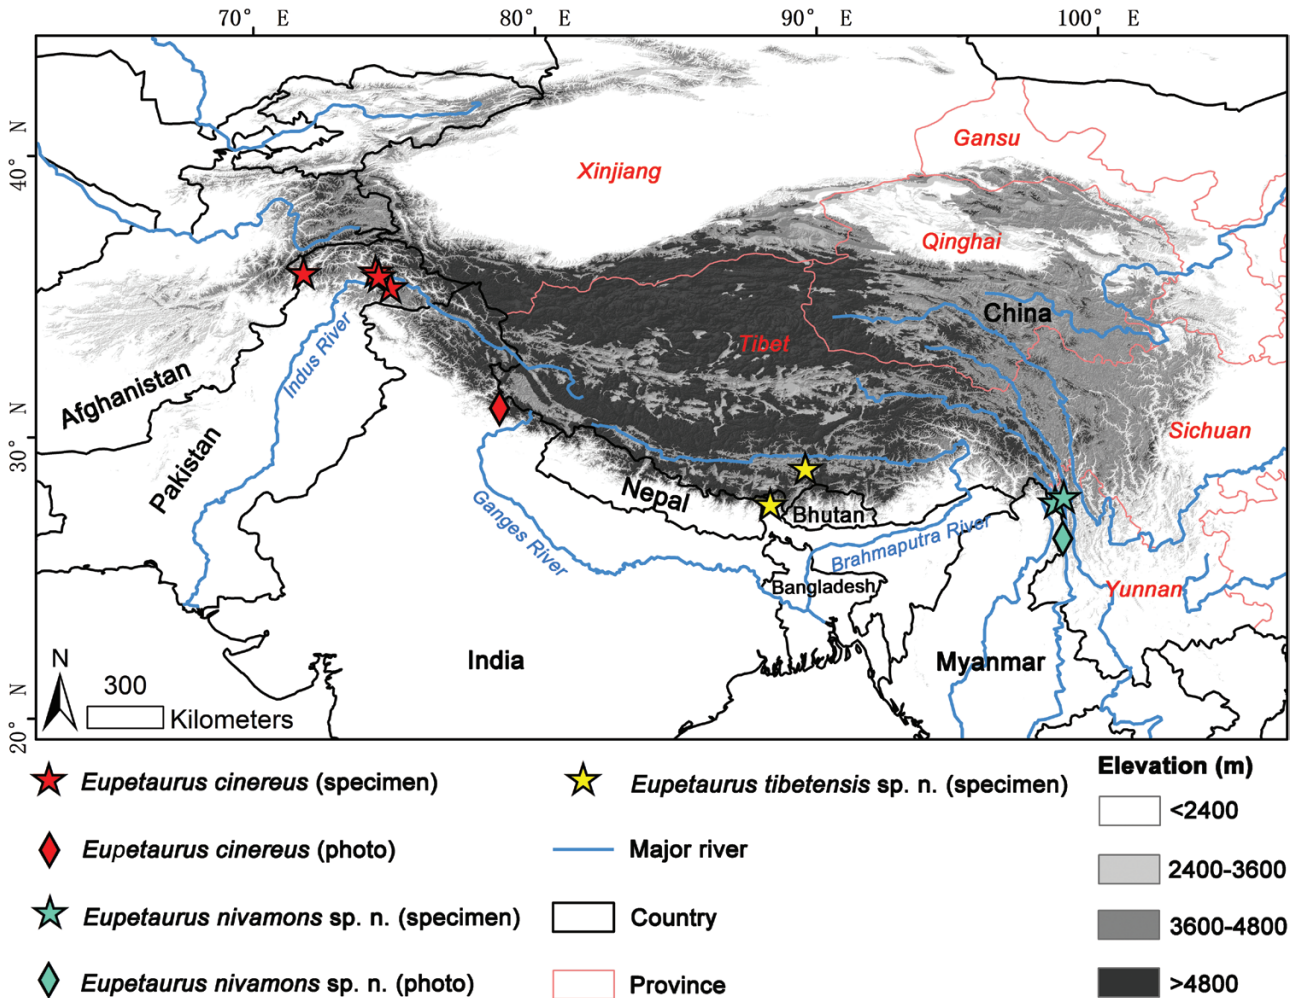 70° E 80° E 90° E 100° E
40° N
30° N
20° N
Gansu
Xinjiang
Qinghai
China
Tibet
Indus River
Afghanistan
Sichuan
Pakistan
Nepal
Bhutan
Ganges River
Brahmaputra River
Bangladesh
Yunnan
India
Myanmar
N
300
Kilometers
Eupetaurus cinereus (specimen)
Eupetaurus cinereus (photo)
Eupetaurus nivamons sp. n. (specimen)
Eupetaurus nivamons sp. n. (photo)
Eupetaurus tibetensis sp. n. (specimen)
Major river
Country
Province
Elevation (m)
<2400
2400-3600
3600-4800
>4800